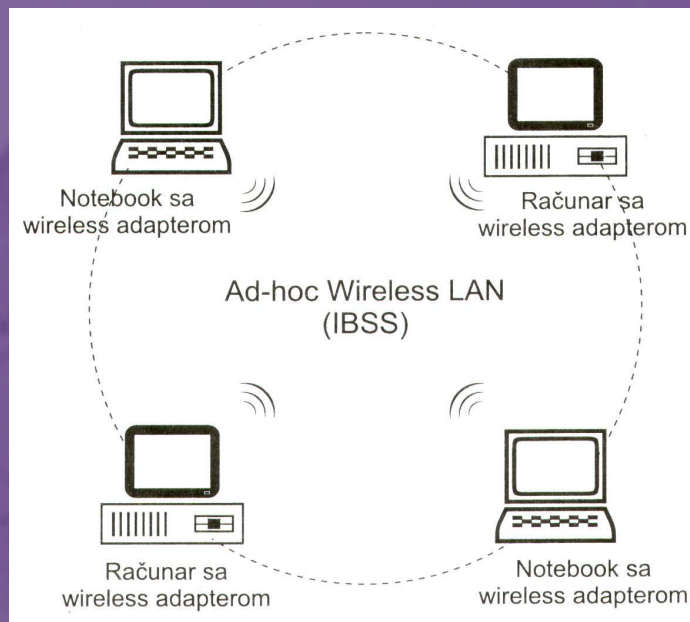 Notebook sa
wireless adapterom
Računar sa
wireless adapterom
Ad-hoc Wireless LAN
(IBSS)
Računar sa
wireless adapterom
Notebook sa
wireless adapterom